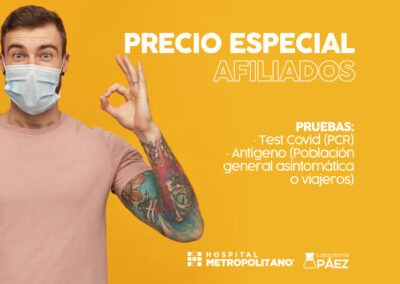 PRECIO ESPECIAL
AFILIADOS
PRUEBAS:
· Test Covid (PCR)
· Antígeno (Población
general asintomática
o viajeros)
HOSPITAL
METROPOLITANO
Laboratorios
PÁEZ